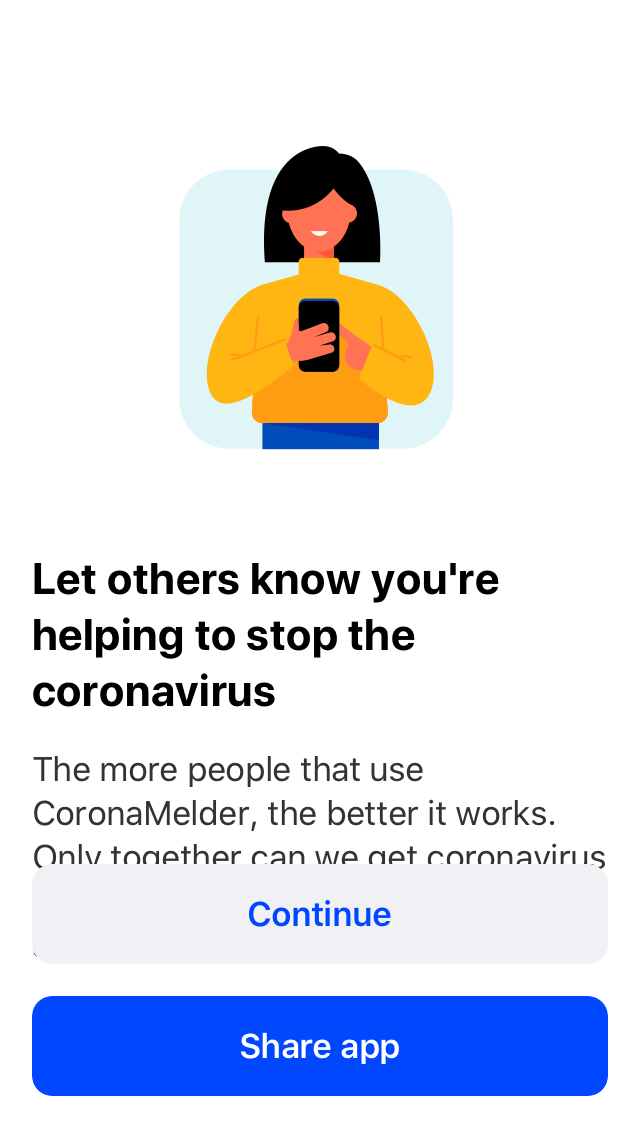 Let others know you're
helping to stop the
coronavirus
The more people that use
CoronaMelder, the better it works.
Only together can we get coronavirus
Continue
Share app